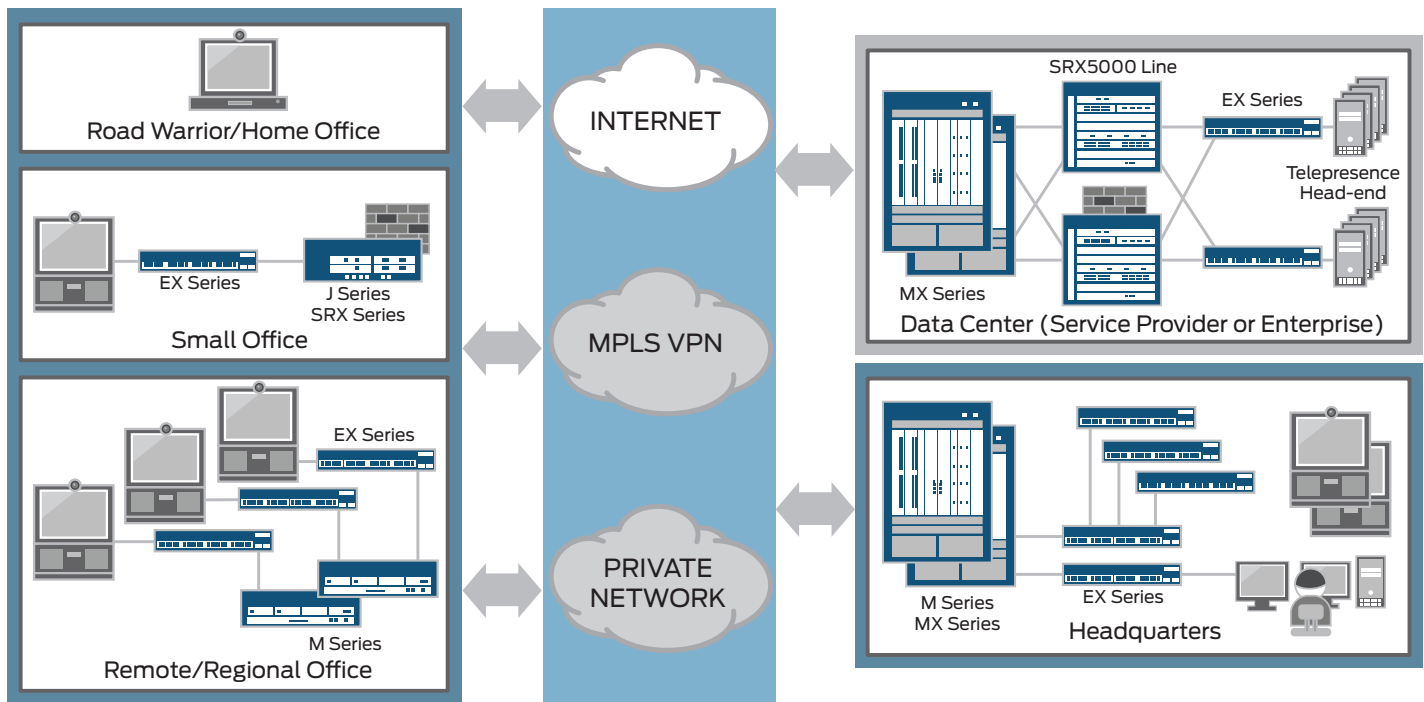 Road Warrior/Home Office
EX Series
J Series
SRX Series
Small Office
EX Series
M Series
Remote/Regional Office
INTERNET
MPLS VPN
PRIVATE
NETWORK
SRX5000 Line
EX Series
Telepresence
Head-end
MX Series
Data Center (Service Provider or Enterprise)
M Series
MX Series
EX Series
Headquarters